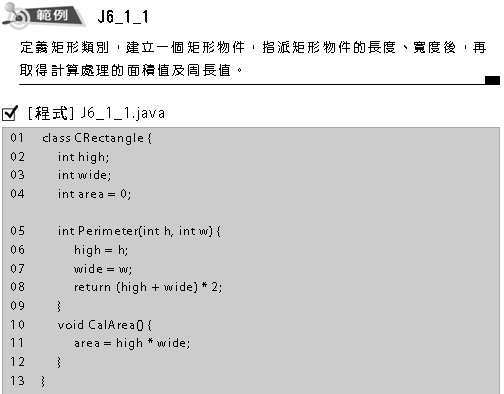 範例 J6_1_1
定義矩形類別，建立一個矩形物件，指派矩形物件的長度、寬度後，再
取得計算處理的面積值及周長值。
[程式] J6_1_1.java
01 class CRectangle {
02 int high;
03 int wide;
04 int area = 0;
05 int Perimeter(int h, int w) {
06 high = h;
07 wide = w;
08 return (high + wide) * 2;
09 }
10 void CalArea() {
11 area = high * wide;
12 }
13 }